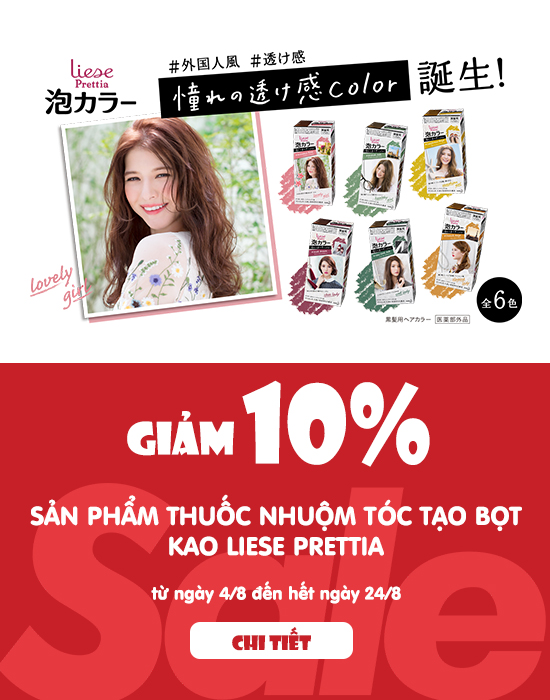 liese
Prettia
泡カラー
#外国人風 #透け感
憧れの透け感Color
誕生!
lovely
girl
全6色
黒髪用ヘアカラー 医薬部外品
GIẢM 10%
Sale
SẢN PHẨM THUỐC NHUỘM TÓC TẠO BỌT
KAO LIESE PRETTIA
từ ngày 4/8 đến hết ngày 24/8
CHI TIẾT